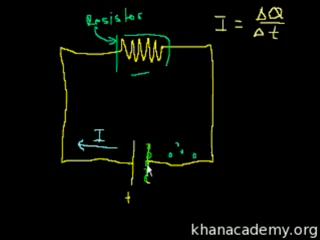 Resistor
I = ΔQ/Δt
I
+
khanacademy.org